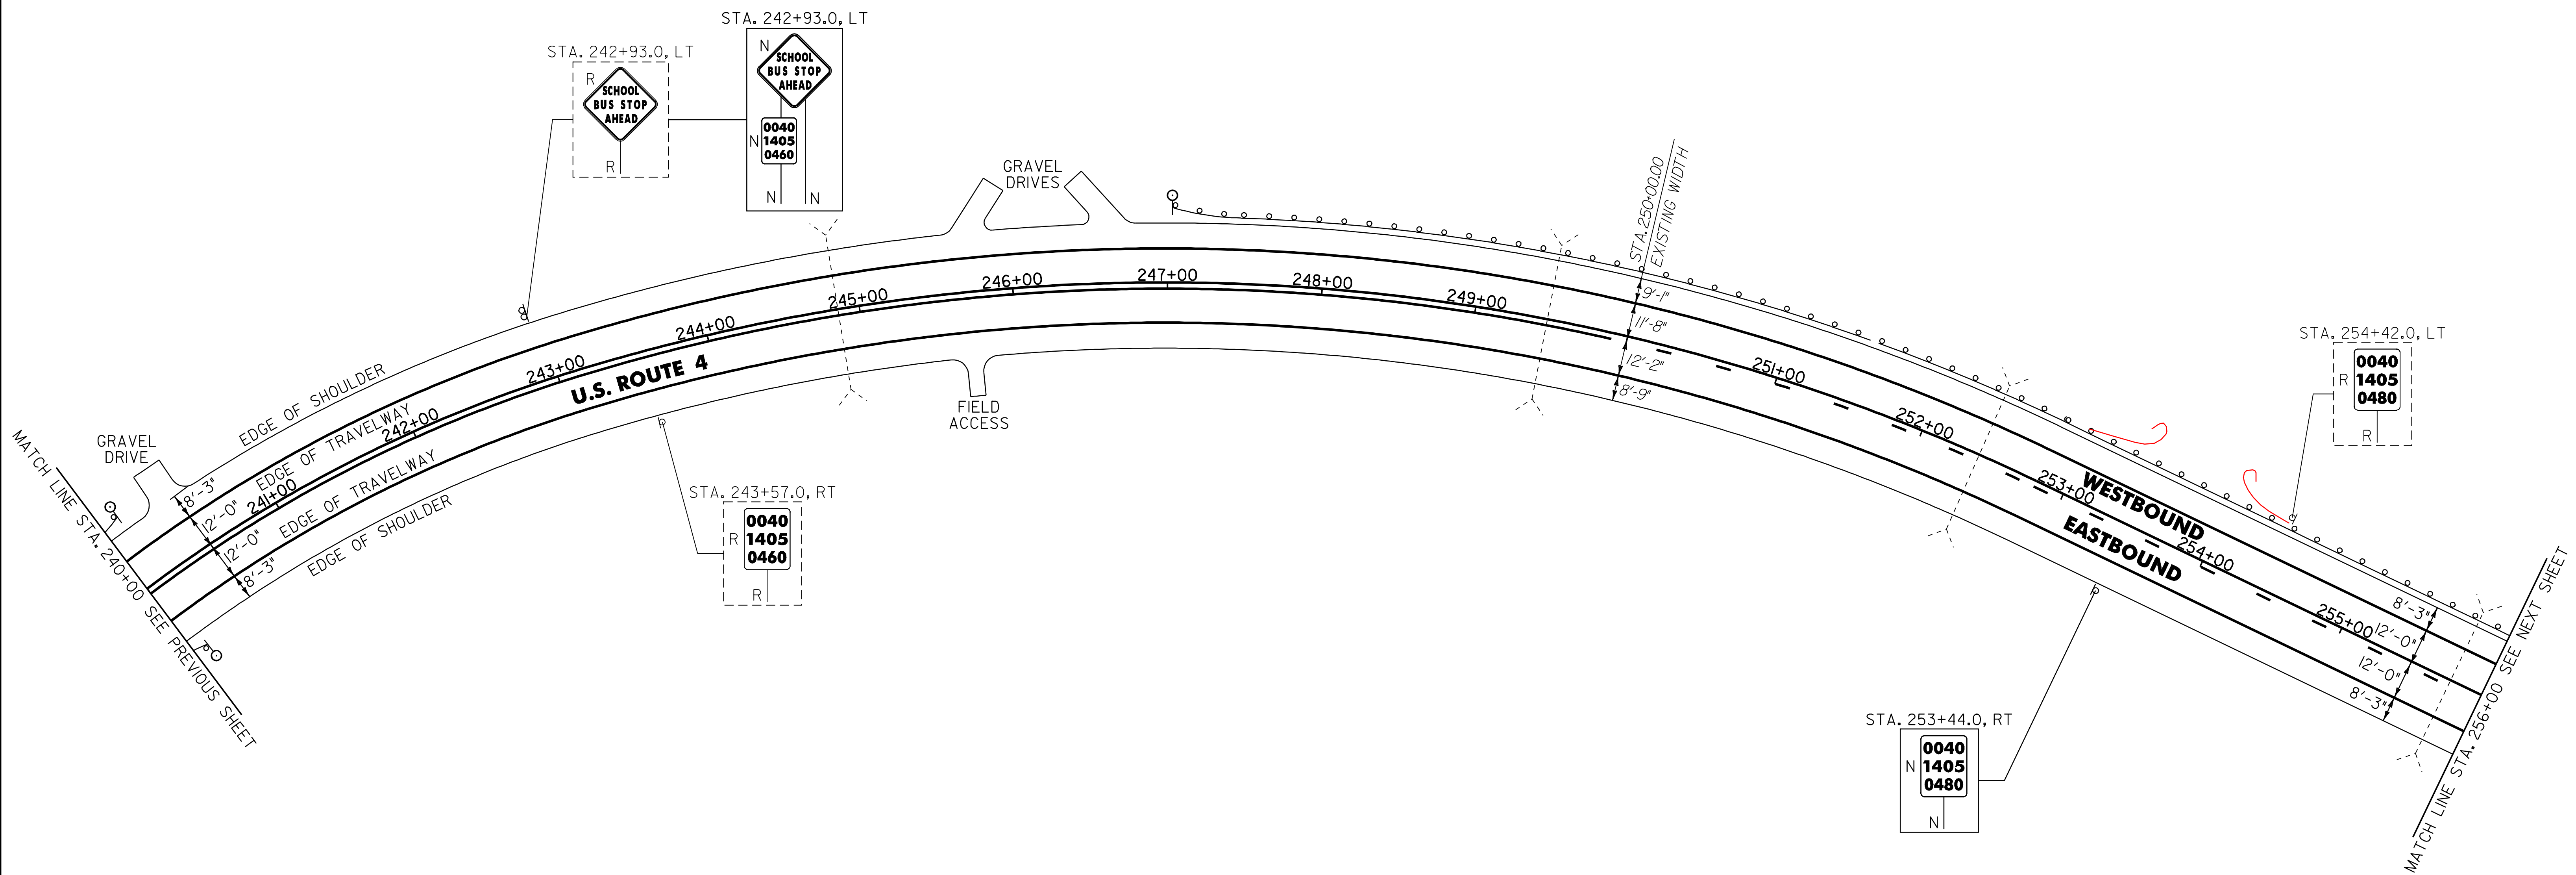 STA. 242+93.0, LT
N
SCHOOL
BUS STOP
AHEAD
N
0040
1405
0460
N
N
STA. 242+93.0, LT
R
SCHOOL
BUS STOP
AHEAD
R
GRAVEL
DRIVES
STA. 250+00.00
EXISTING WIDTH
9'-1"
11'-8"
12'-2"
8'-9"
241+00
242+00
243+00
244+00
245+00
246+00
247+00
248+00
249+00
251+00
252+00
253+00
254+00
255+00
U.S. ROUTE 4
EDGE OF SHOULDER
EDGE OF TRAVELWAY
EDGE OF TRAVELWAY
EDGE OF SHOULDER
GRAVEL
DRIVE
8'-3"
12'-0"
12'-0"
8'-3"
MATCH LINE STA. 240+00 SEE PREVIOUS SHEET
FIELD
ACCESS
STA. 243+57.0, RT
R
0040
1405
0460
R
STA. 254+42.0, LT
R
0040
1405
0480
R
WESTBOUND
EASTBOUND
8'-3"
12'-0"
12'-0"
8'-3"
STA. 253+44.0, RT
N
0040
1405
0480
N
MATCH LINE STA. 256+00 SEE NEXT SHEET